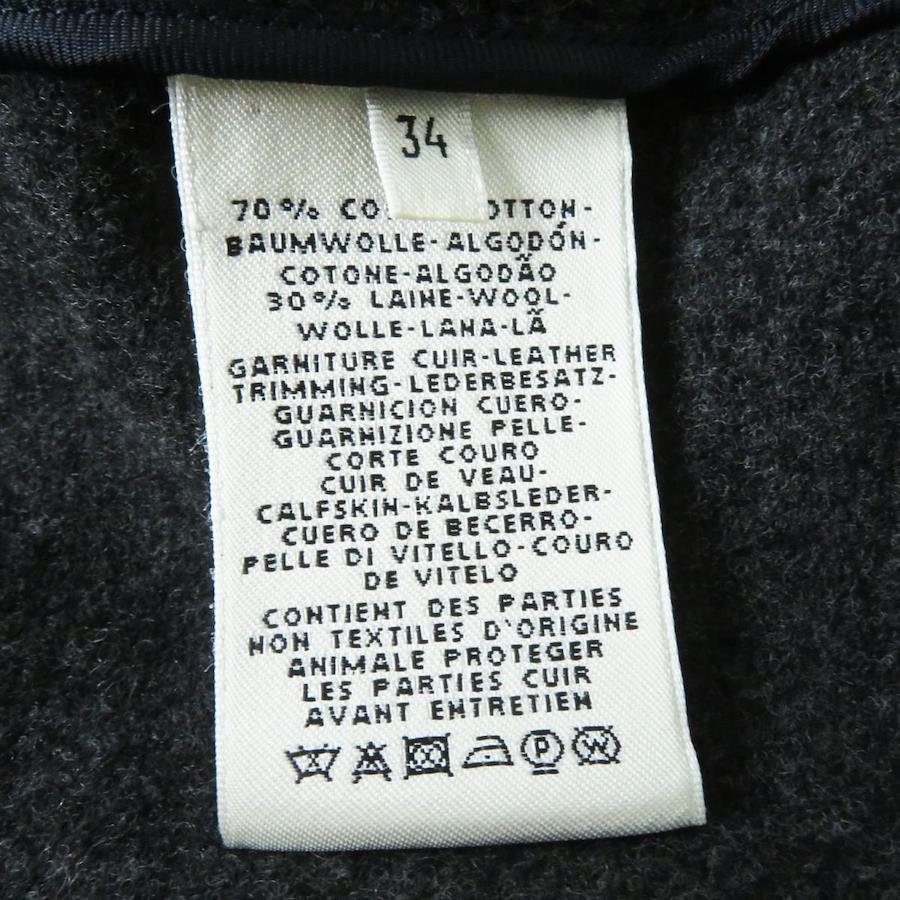 34
70% CO OTTON-
BAUMWOLLE-ALGODÓN-
COTONE-ALGODÃO
30% LAINE-WOOL-
WOLLE-LANA-LÃ
GARNITURE CUIR-LEATHER
TRIMMING-LEDERBESATZ-
GUARNICION CUERO-
GUARNIZIONE PELLE-
CORTE COURO
CUIR DE VEAU-
CALFSKIN-KALBSLEDER-
CUERO DE BECERRO-
PELLE DI VITELLO-COURO
DE VITELO
CONTIENT DES PARTIES
NON TEXTILES D'ORIGINE
ANIMALE PROTEGER
LES PARTIES CUIR
AVANT ENTRETIEN
P W